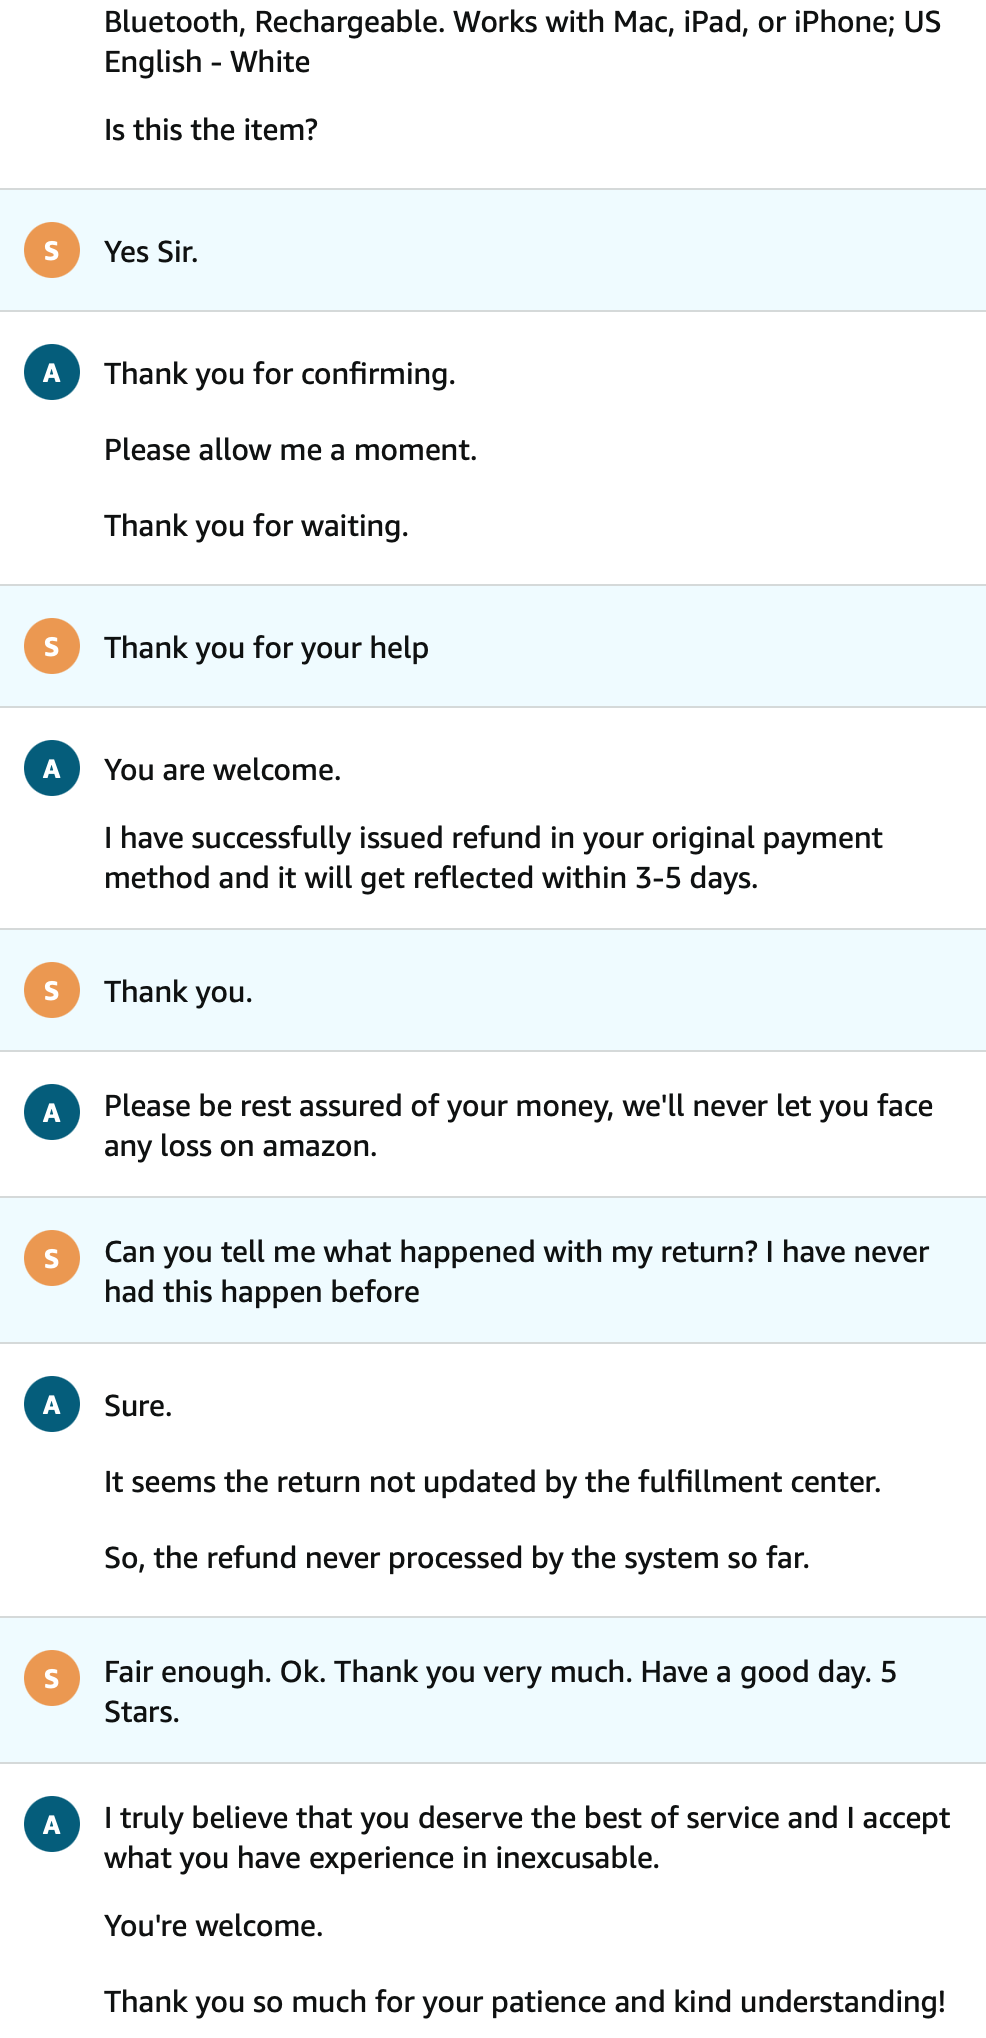 Bluetooth, Rechargeable. Works with Mac, iPad, or iPhone; US
English - White
Is this the item?
S
Yes Sir.
A
Thank you for confirming.
Please allow me a moment.
Thank you for waiting.
S
Thank you for your help
A
You are welcome.
I have successfully issued refund in your original payment
method and it will get reflected within 3-5 days.
S
Thank you.
A
Please be rest assured of your money, we'll never let you face
any loss on amazon.
S
Can you tell me what happened with my return? I have never
had this happen before
A
Sure.
It seems the return not updated by the fulfillment center.
So, the refund never processed by the system so far.
S
Fair enough. Ok. Thank you very much. Have a good day. 5
Stars.
A
I truly believe that you deserve the best of service and I accept
what you have experience in inexcusable.
You're welcome.
Thank you so much for your patience and kind understanding!